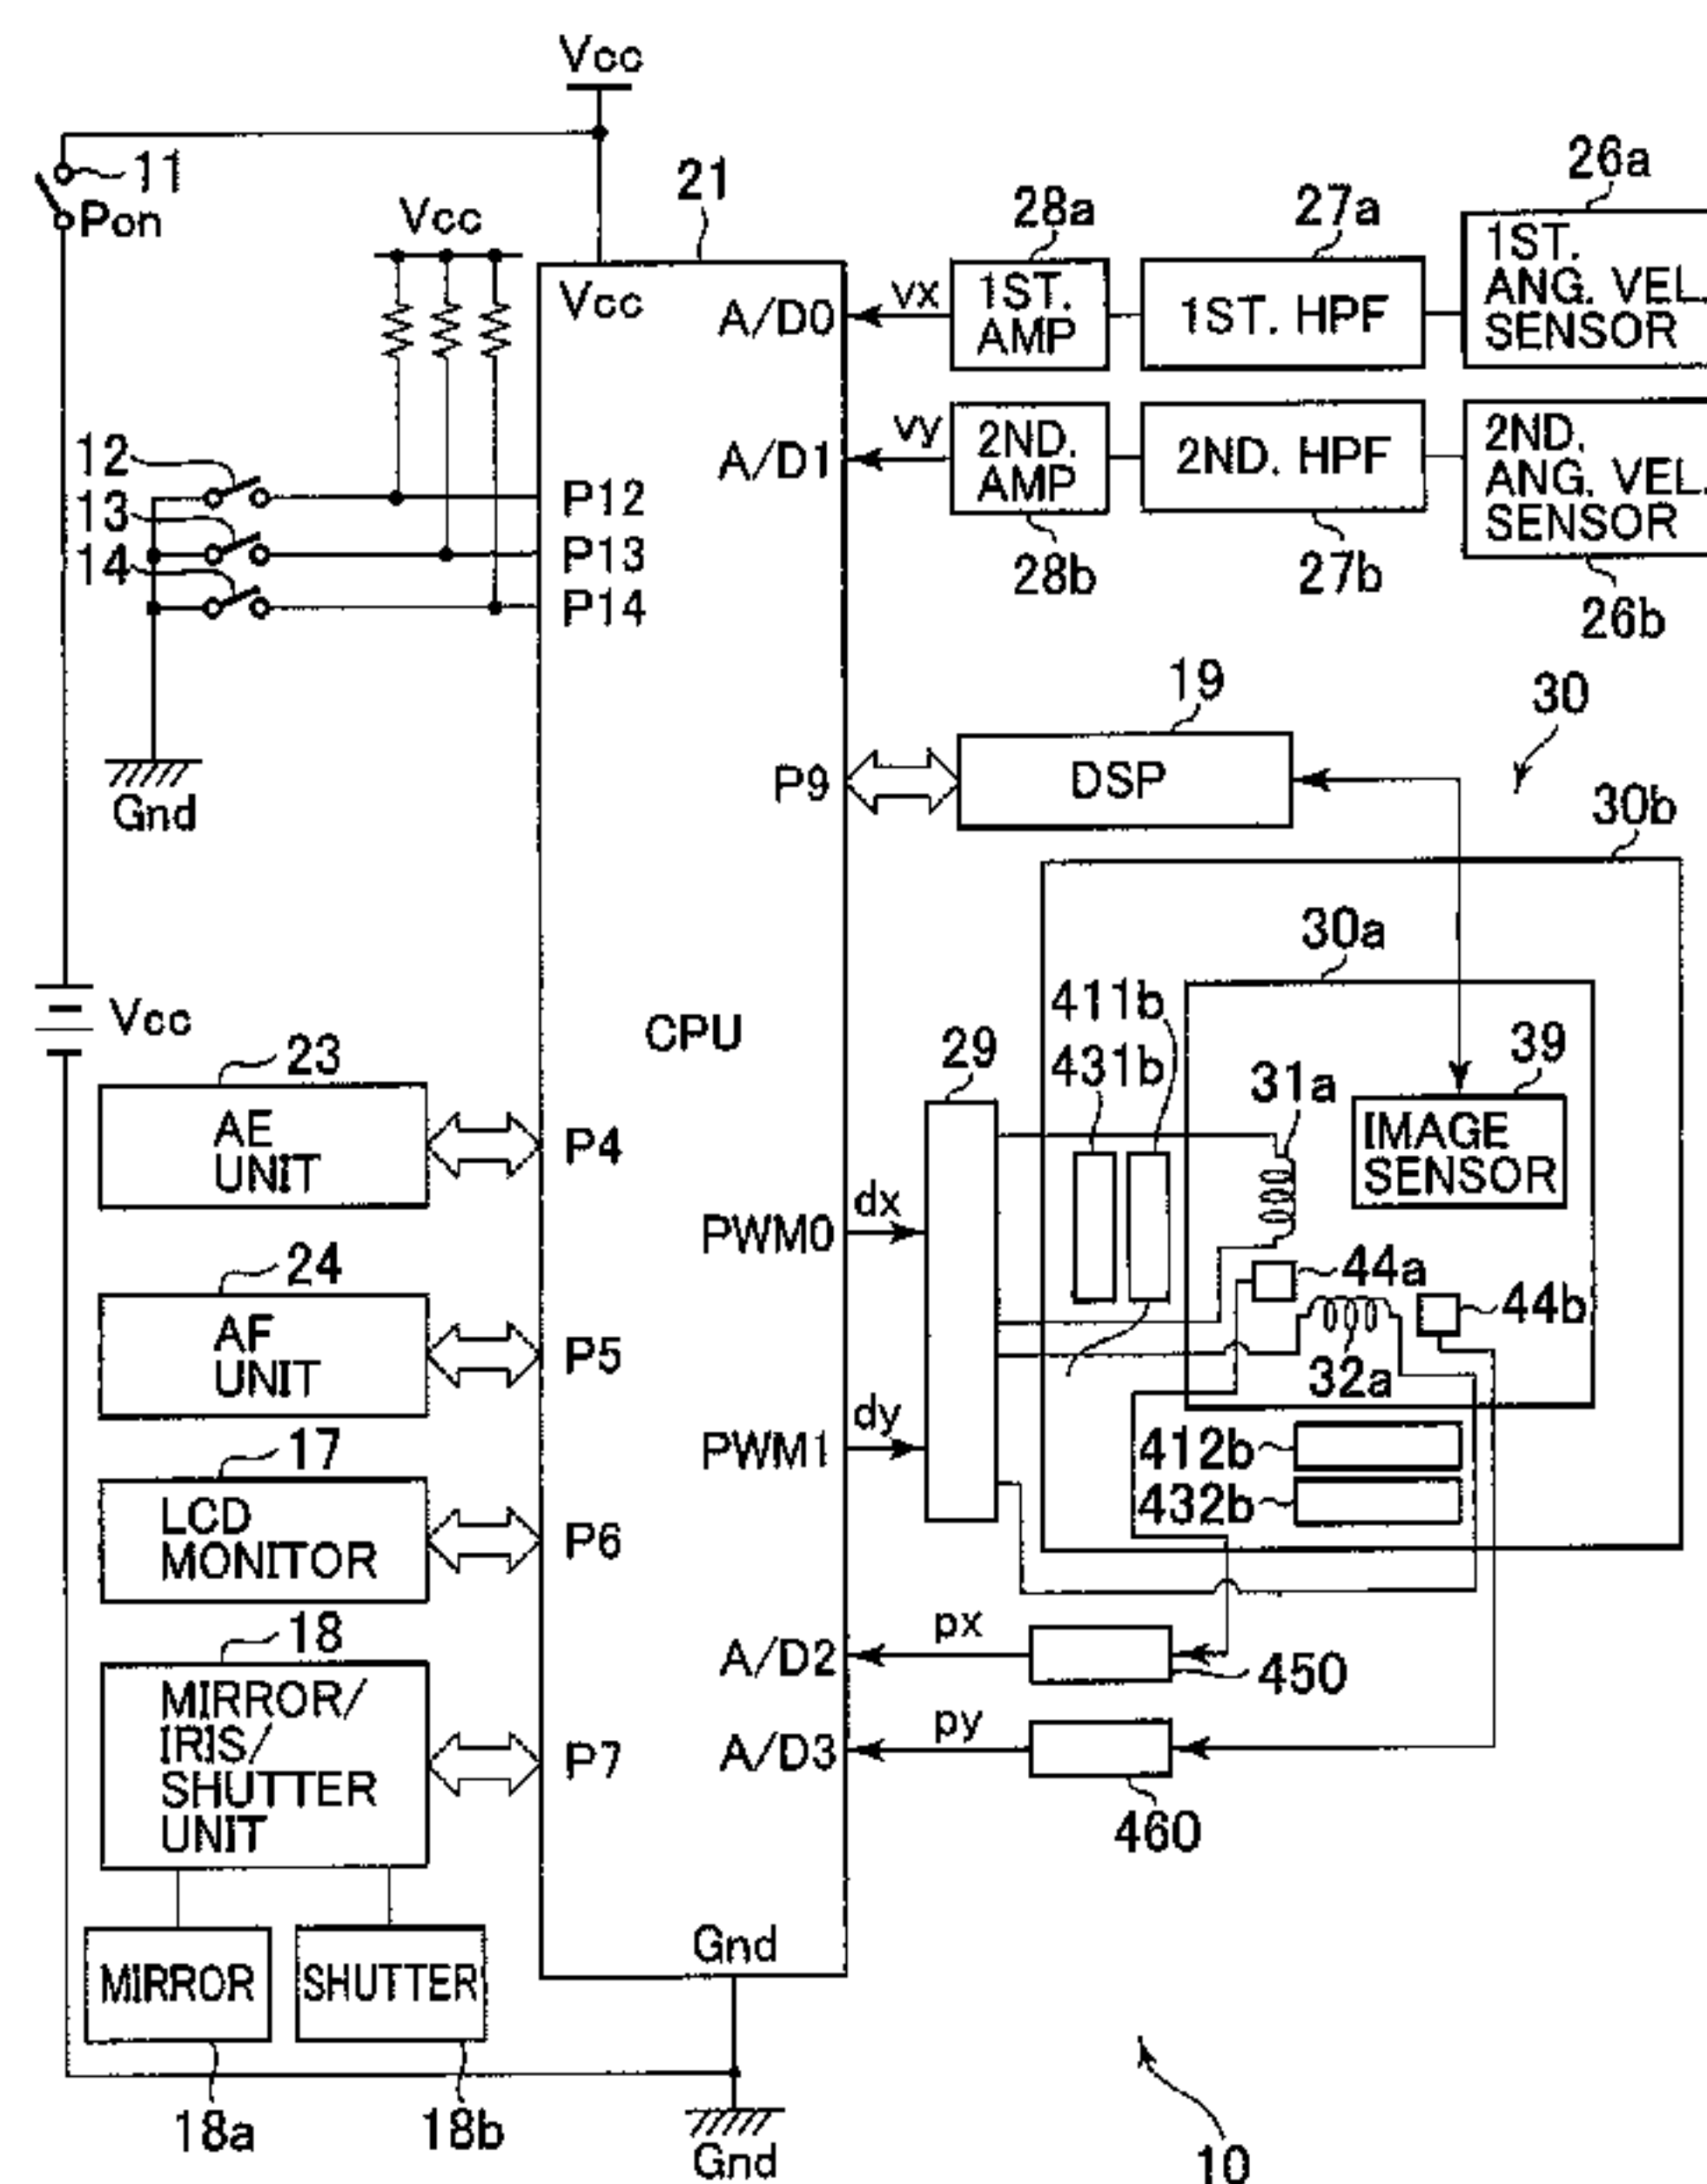 Vcc
11
Pon
Vcc
21
28a
27a
26a
Vcc
A/D0
vx
1ST.
AMP
1ST. HPF
1ST.
ANG. VEL.
SENSOR
12
13
14
P12
P13
P14
A/D1
vy
2ND.
AMP
2ND. HPF
2ND.
ANG. VEL.
SENSOR
28b
27b
26b
Gnd
P9
19
DSP
30
30b
30a
Vcc
CPU
29
411b
431b
31a
39
IMAGE
SENSOR
23
AE
UNIT
P4
PWM0
dx
44a
44b
32a
24
AF
UNIT
P5
PWM1
dy
412b
432b
17
LCD
MONITOR
P6
18
MIRROR/
IRIS/
SHUTTER
UNIT
P7
A/D2
px
450
A/D3
py
460
Gnd
MIRROR
SHUTTER
18a
18b
Gnd
10